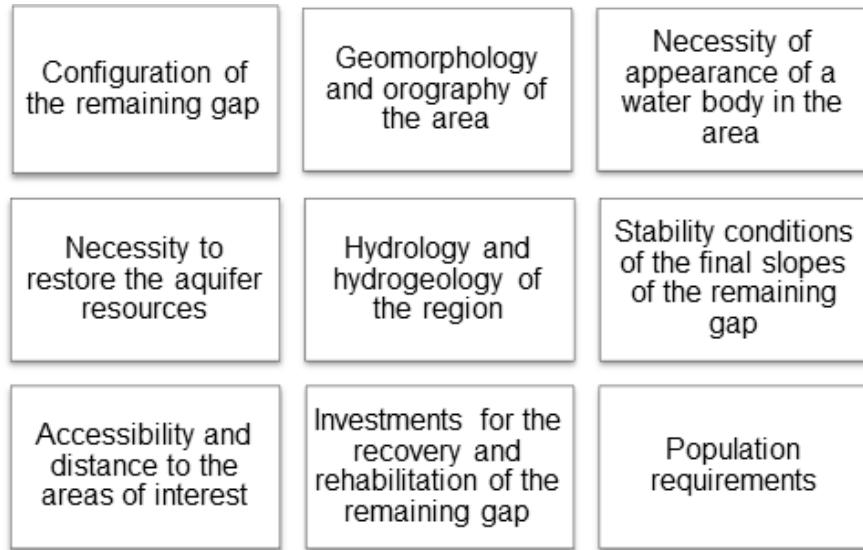 Configuration of
the remaining gap
Geomorphology
and orography of
the area
Necessity of
appearance of a
water body in the
area
Necessity to
restore the aquifer
resources
Hydrology and
hydrogeology of
the region
Stability conditions
of the final slopes
of the remaining
gap
Accessibility and
distance to the
areas of interest
Investments for the
recovery and
rehabilitation of the
remaining gap
Population
requirements